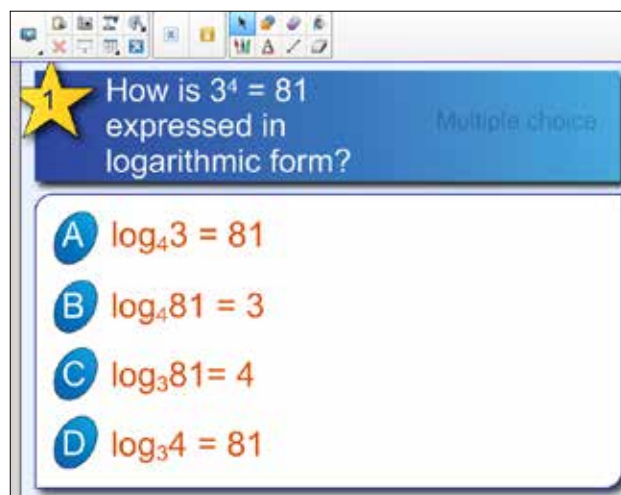 1
How is 3⁴ = 81
expressed in
logarithmic form?
Multiple choice
A log₄3 = 81
B log₄81 = 3
C log₃81= 4
D log₃4 = 81